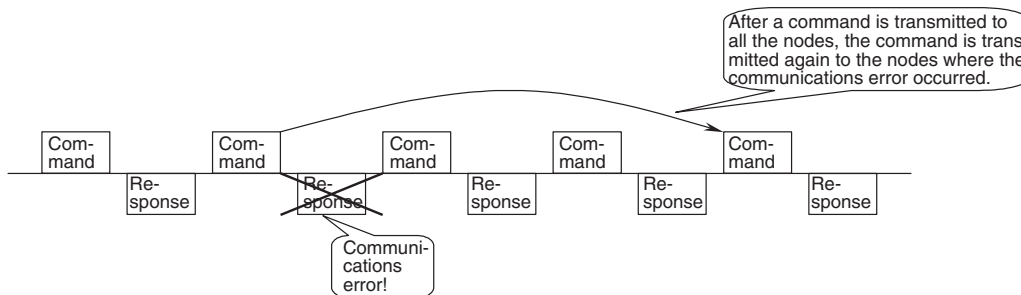 After a command is transmitted to
all the nodes, the command is trans
mitted again to the nodes where the
communications error occurred.
Com-
mand
Com-
mand
Com-
mand
Com-
mand
Com-
mand
Re-
sponse
Re-
sponse
Re-
sponse
Re-
sponse
Re-
sponse
Communi-
cations
error!